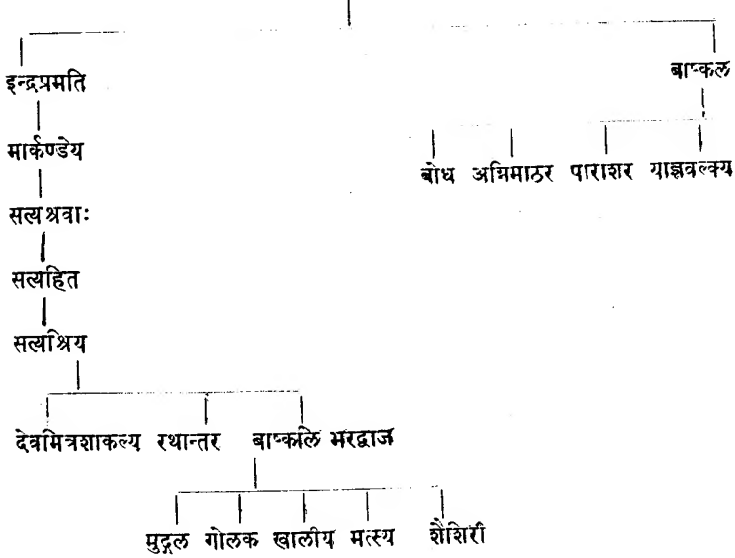 इन्द्रप्रमति बाष्कल
मार्कण्डेय
बोध अग्निमाठर पाराशर याज्ञवल्क्य
सत्यश्रवाः
सत्यहित
सत्यश्रिय
देवमित्रशाकल्य रथान्तर बाष्कलि भरद्वाज
मुद्गल गोलक खालीय मत्स्य शैशिरी